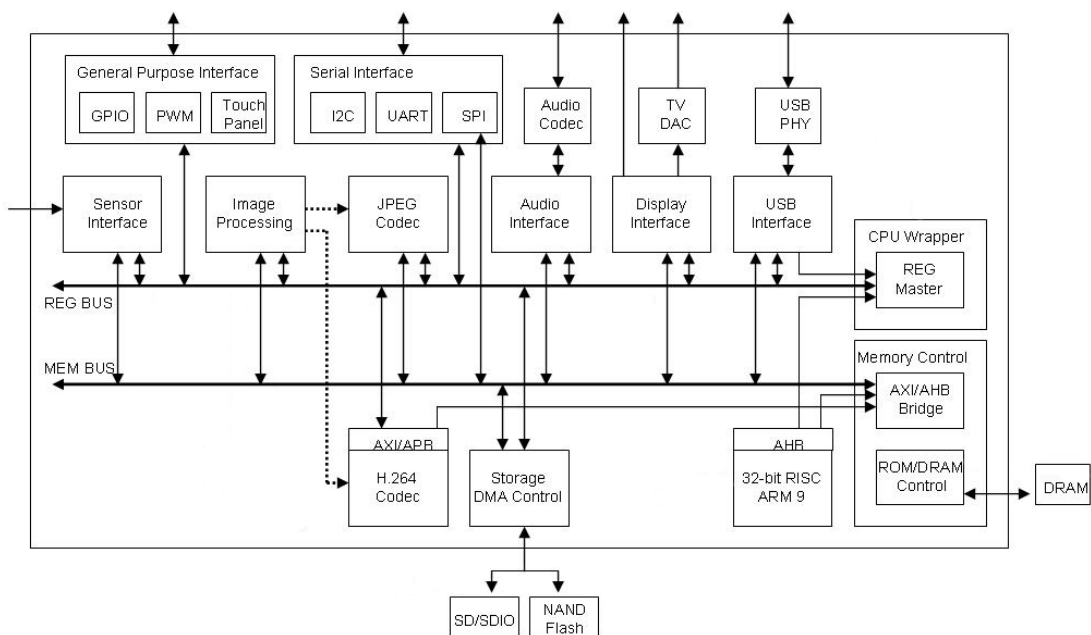 General Purpose Interface
GPIO
PWM
Touch
Panel
Serial Interface
I2C
UART
SPI
Audio
Codec
TV
DAC
USB
PHY
Sensor
Interface
Image
Processing
JPEG
Codec
Audio
Interface
Display
Interface
USB
Interface
CPU Wrapper
REG
Master
REG BUS
MEM BUS
Memory Control
AXI/AHB
Bridge
AXI/APB
H.264
Codec
Storage
DMA Control
AHB
32-bit RISC
ARM 9
ROM/DRAM
Control
DRAM
SD/SDIO
NAND
Flash